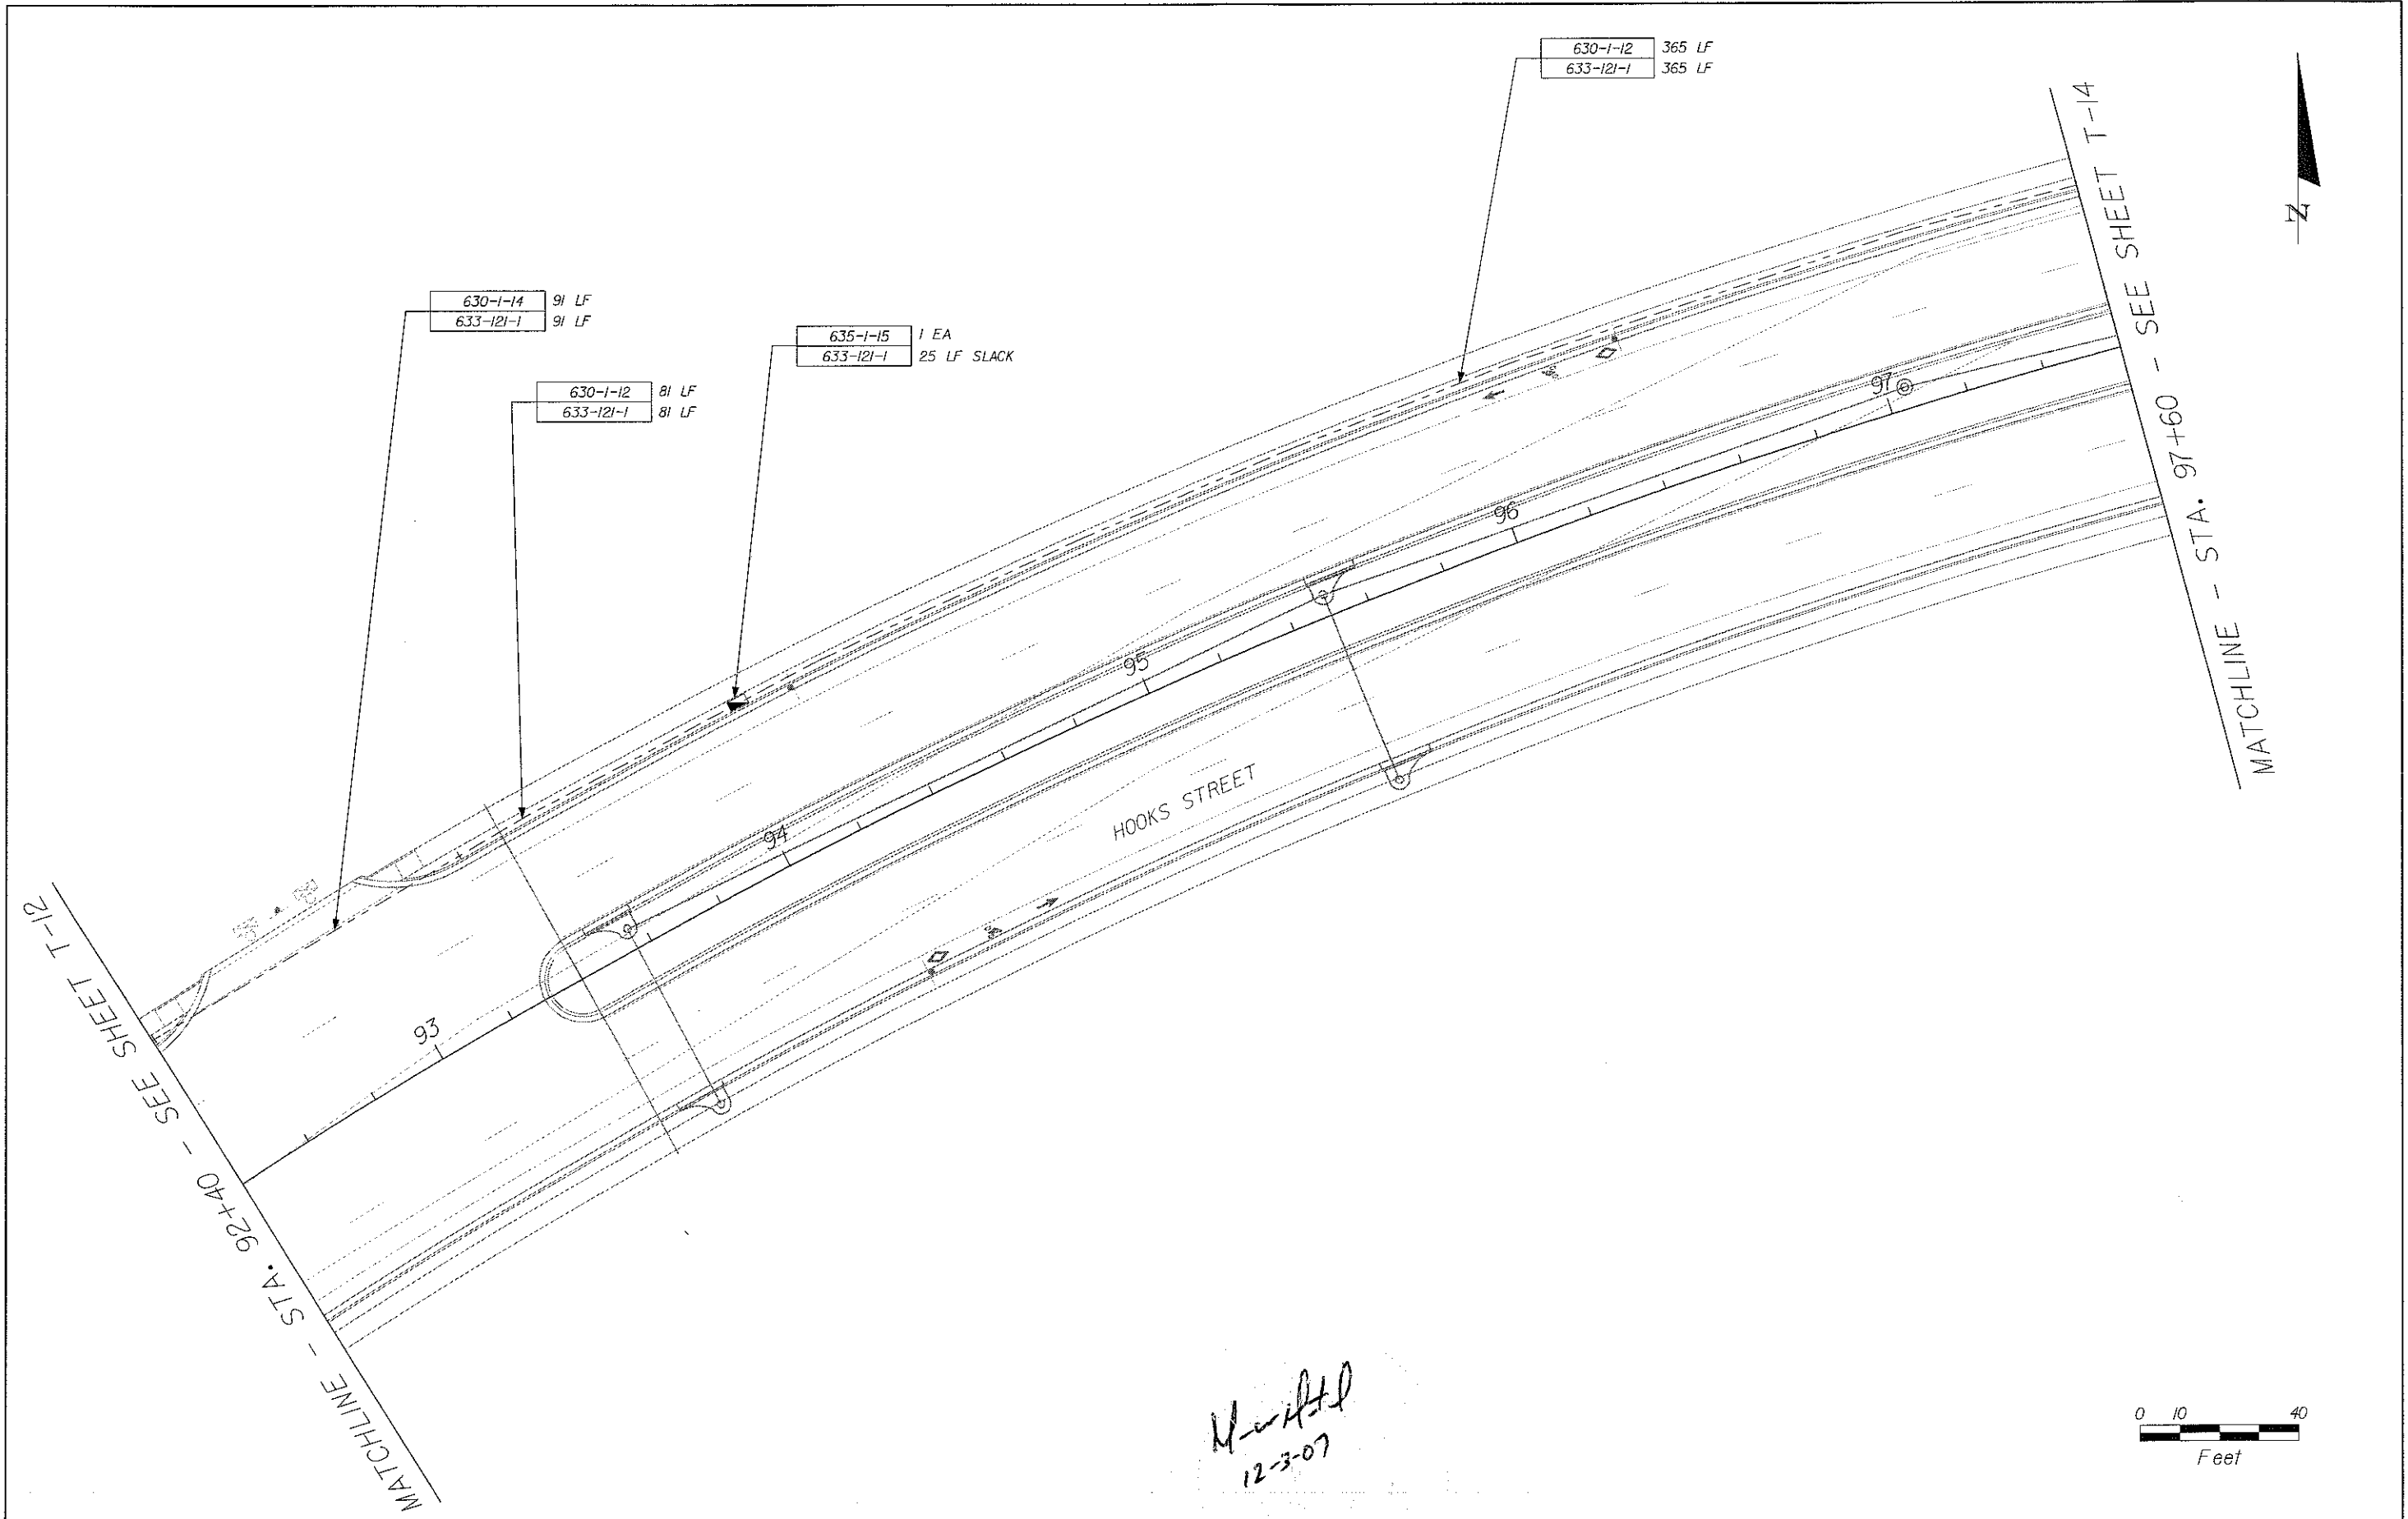 630-1-12 365 LF
633-121-1 365 LF
630-1-14 91 LF
633-121-1 91 LF
635-1-15 1 EA
633-121-1 25 LF SLACK
630-1-12 81 LF
633-121-1 81 LF
N
MATCHLINE - STA. 97+60 - SEE SHEET T-14
97
96
95
94
93
HOOKS STREET
MATCHLINE - STA. 92+40 - SEE SHEET T-12
12-3-07
0 10 40
Feet